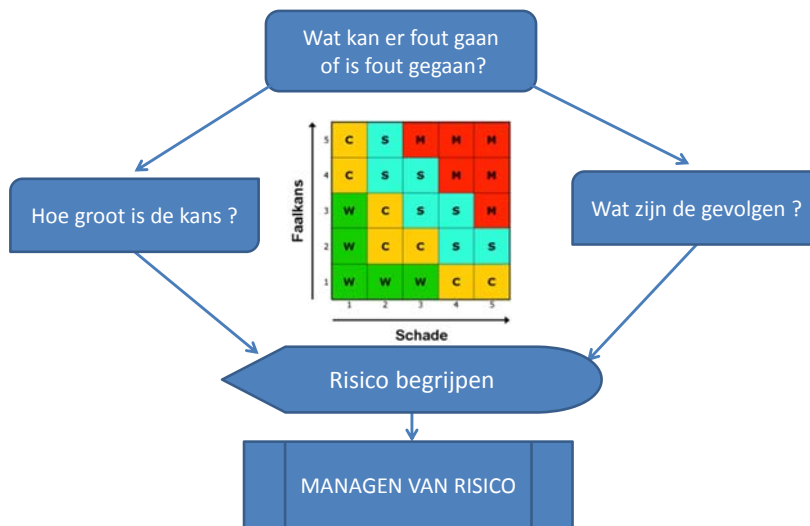 Wat kan er fout gaan
of is fout gegaan?
Faalkans
5 C S H H H
4 C S S H H
3 W C S S H
2 W C C S S
1 W W W C C
1 2 3 4 5
Schade
Hoe groot is de kans ?
Wat zijn de gevolgen ?
Risico begrijpen
MANAGEN VAN RISICO